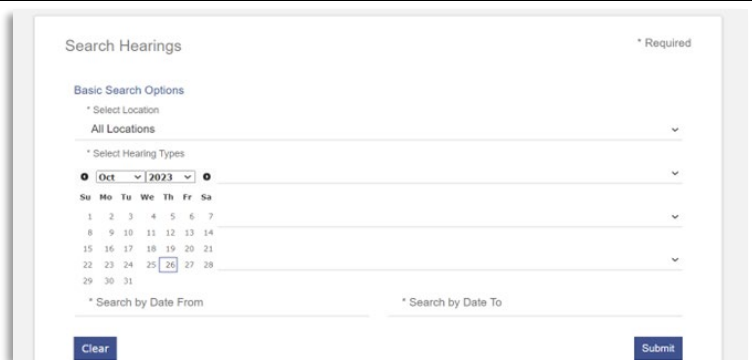 Search Hearings
* Required
Basic Search Options
* Select Location
All Locations
* Select Hearing Types
Oct 2023
Su Mo Tu We Th Fr Sa
1 2 3 4 5 6 7
8 9 10 11 12 13 14
15 16 17 18 19 20 21
22 23 24 25 26 27 28
29 30 31
* Search by Date From * Search by Date To
Clear Submit